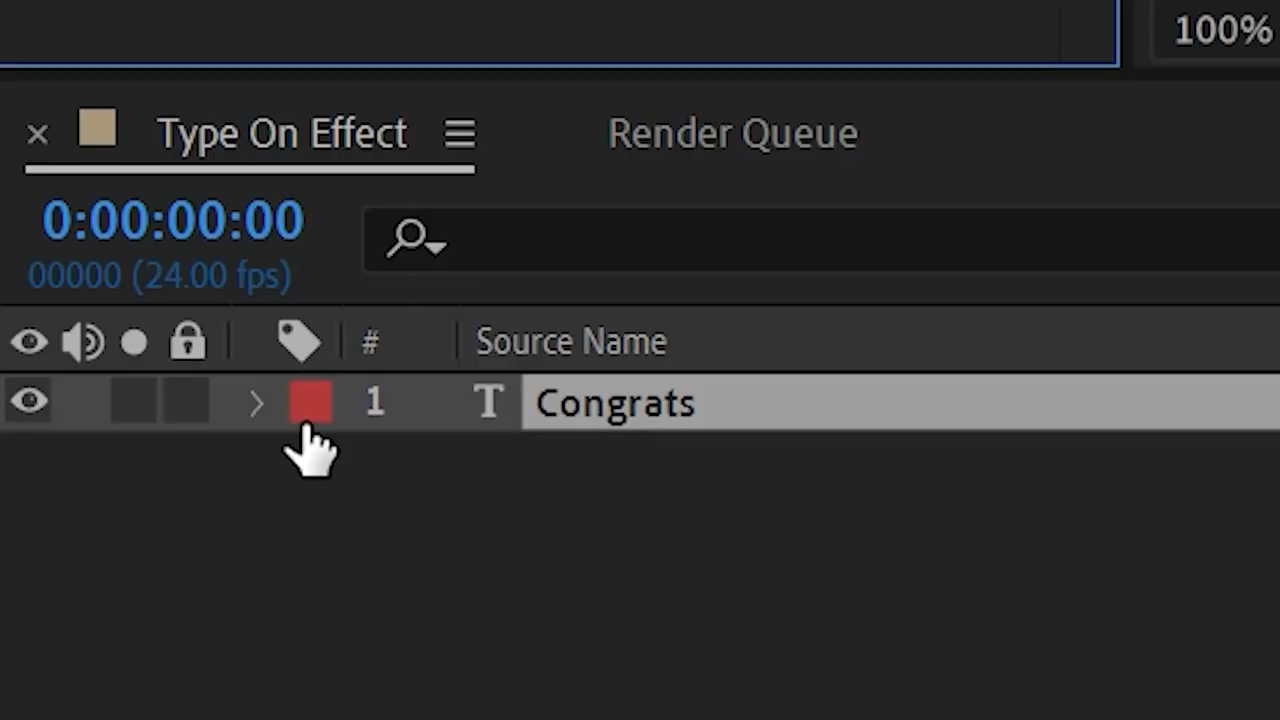 100%
Type On Effect
Render Queue
0:00:00:00
00000 (24.00 fps)
# Source Name
1 T Congrats